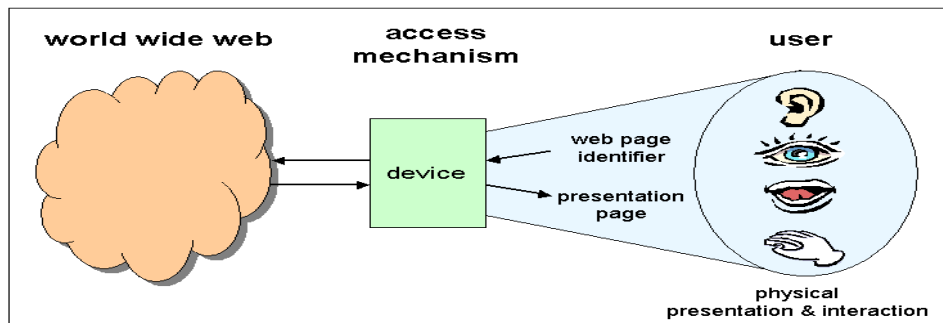 world wide web
access
mechanism
user
device
web page
identifier
presentation
page
physical
presentation & interaction